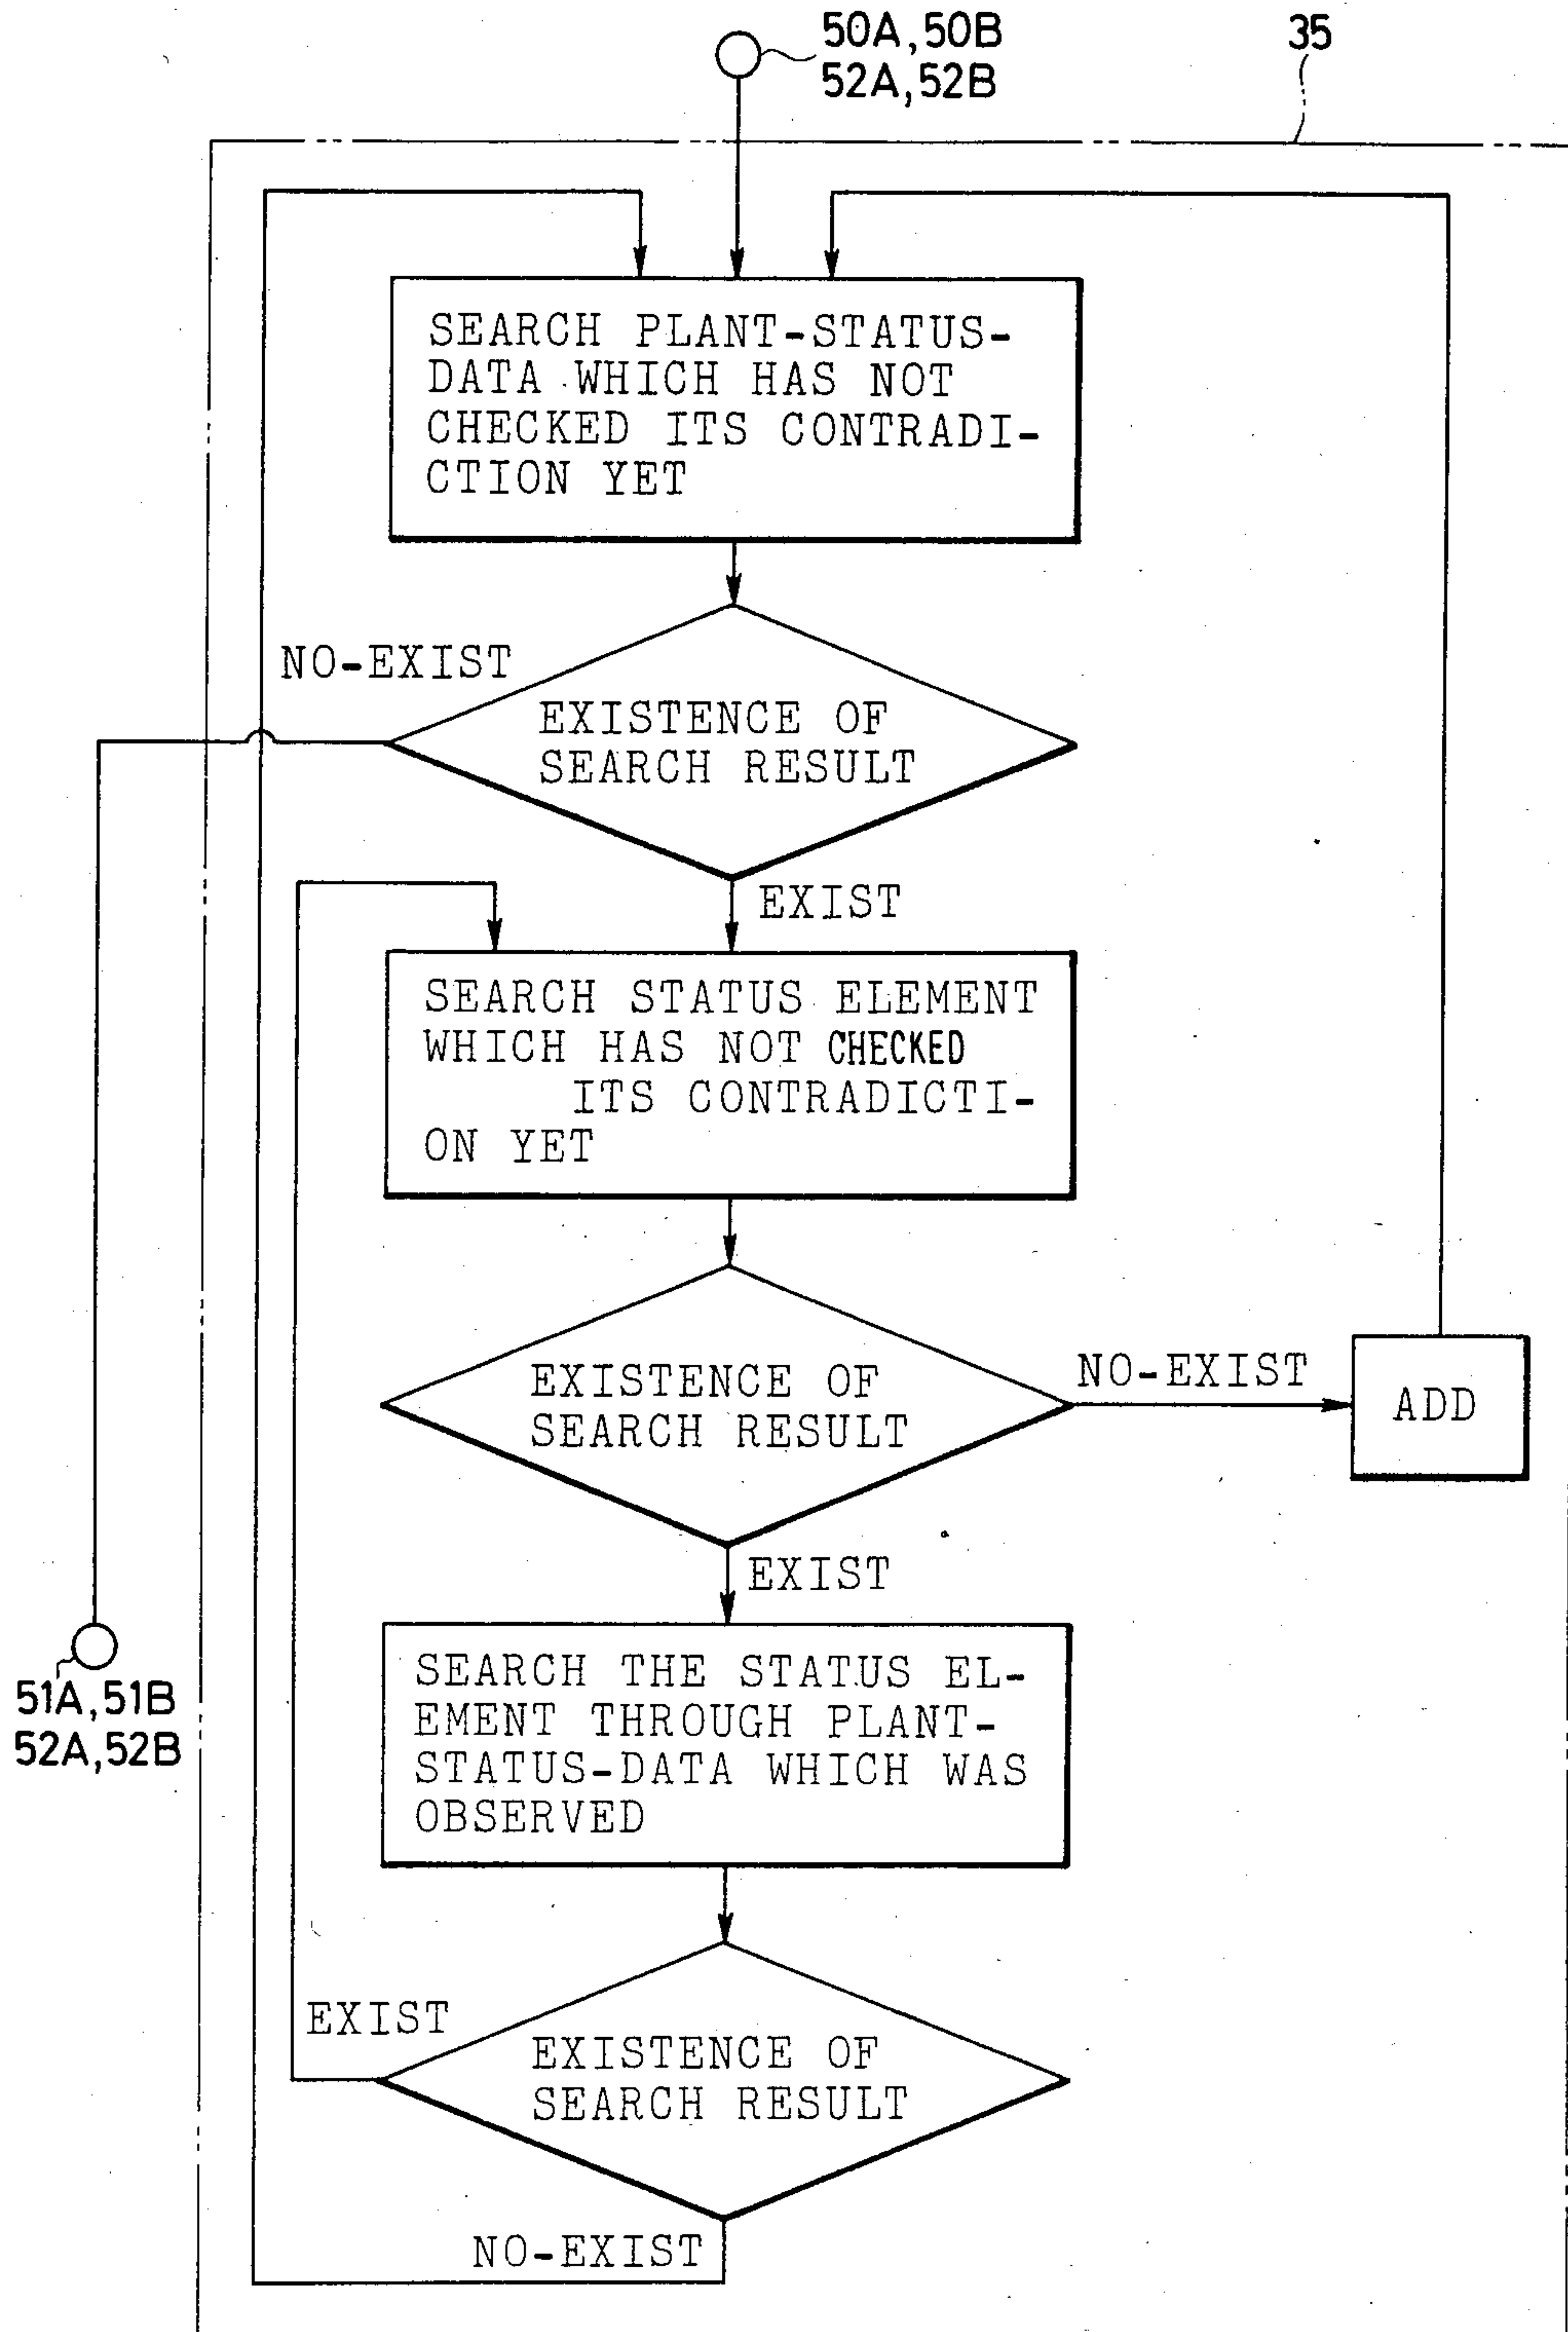 50A,50B
52A,52B
35
SEARCH PLANT-STATUS-
DATA WHICH HAS NOT
CHECKED ITS CONTRADI-
CTION YET
NO-EXIST
EXISTENCE OF
SEARCH RESULT
EXIST
SEARCH STATUS ELEMENT
WHICH HAS NOT CHECKED
ITS CONTRADICTI-
ON YET
EXISTENCE OF
SEARCH RESULT
NO-EXIST
ADD
EXIST
51A,51B
52A,52B
SEARCH THE STATUS EL-
EMENT THROUGH PLANT-
STATUS-DATA WHICH WAS
OBSERVED
EXIST
EXISTENCE OF
SEARCH RESULT
NO-EXIST